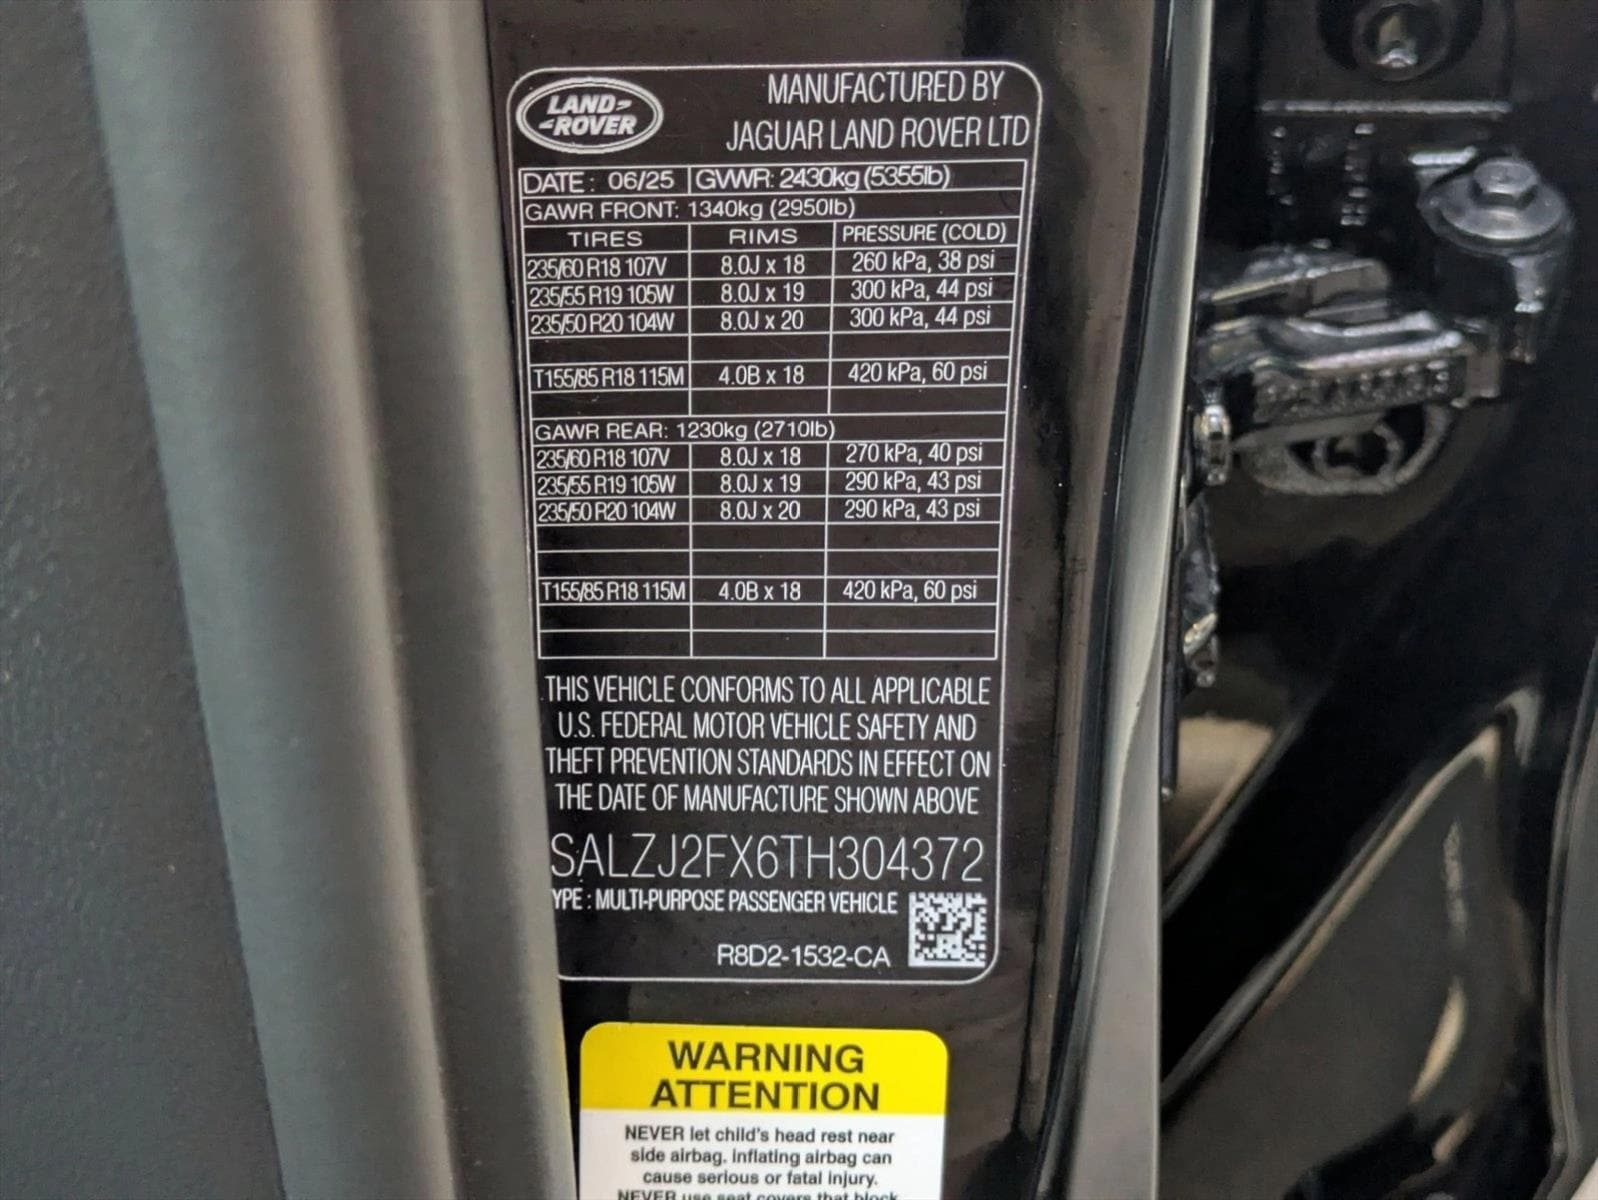 LAND ROVER
MANUFACTURED BY
JAGUAR LAND ROVER LTD
DATE: 06/25 GVWR: 2430kg (5355lb)
GAWR FRONT: 1340kg (2950lb)
TIRES RIMS PRESSURE (COLD)
235/60 R18 107V 8.0J x 18 260 kPa, 38 psi
235/55 R19 105W 8.0J x 19 300 kPa, 44 psi
235/50 R20 104W 8.0J x 20 300 kPa, 44 psi
T155/85 R18 115M 4.0B x 18 420 kPa, 60 psi
GAWR REAR: 1230kg (2710lb)
235/60 R18 107V 8.0J x 18 270 kPa, 40 psi
235/55 R19 105W 8.0J x 19 290 kPa, 43 psi
235/50 R20 104W 8.0J x 20 290 kPa, 43 psi
T155/85 R18 115M 4.0B x 18 420 kPa, 60 psi
THIS VEHICLE CONFORMS TO ALL APPLICABLE
U.S. FEDERAL MOTOR VEHICLE SAFETY AND
THEFT PREVENTION STANDARDS IN EFFECT ON
THE DATE OF MANUFACTURE SHOWN ABOVE
SALZJ2FX6TH304372
YPE : MULTI-PURPOSE PASSENGER VEHICLE
R8D2-1532-CA
WARNING
ATTENTION
NEVER let child's head rest near
side airbag. Inflating airbag can
cause serious or fatal injury.
NEVER use seat covers that block